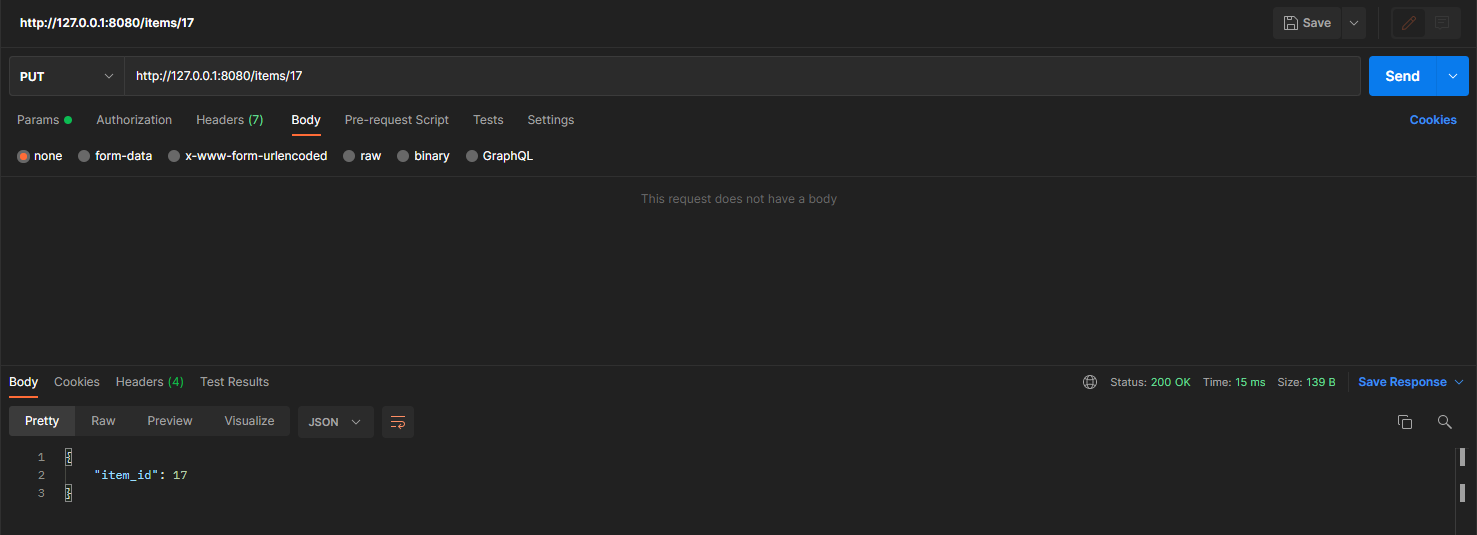 http://127.0.0.1:8080/items/17 Save
PUT http://127.0.0.1:8080/items/17 Send
Params Authorization Headers (7) Body Pre-request Script Tests Settings Cookies
none form-data x-www-form-urlencoded raw binary GraphQL
This request does not have a body
Body Cookies Headers (4) Test Results Status: 200 OK Time: 15 ms Size: 139 B Save Response
Pretty Raw Preview Visualize JSON
1 {
2 "item_id": 17
3 }